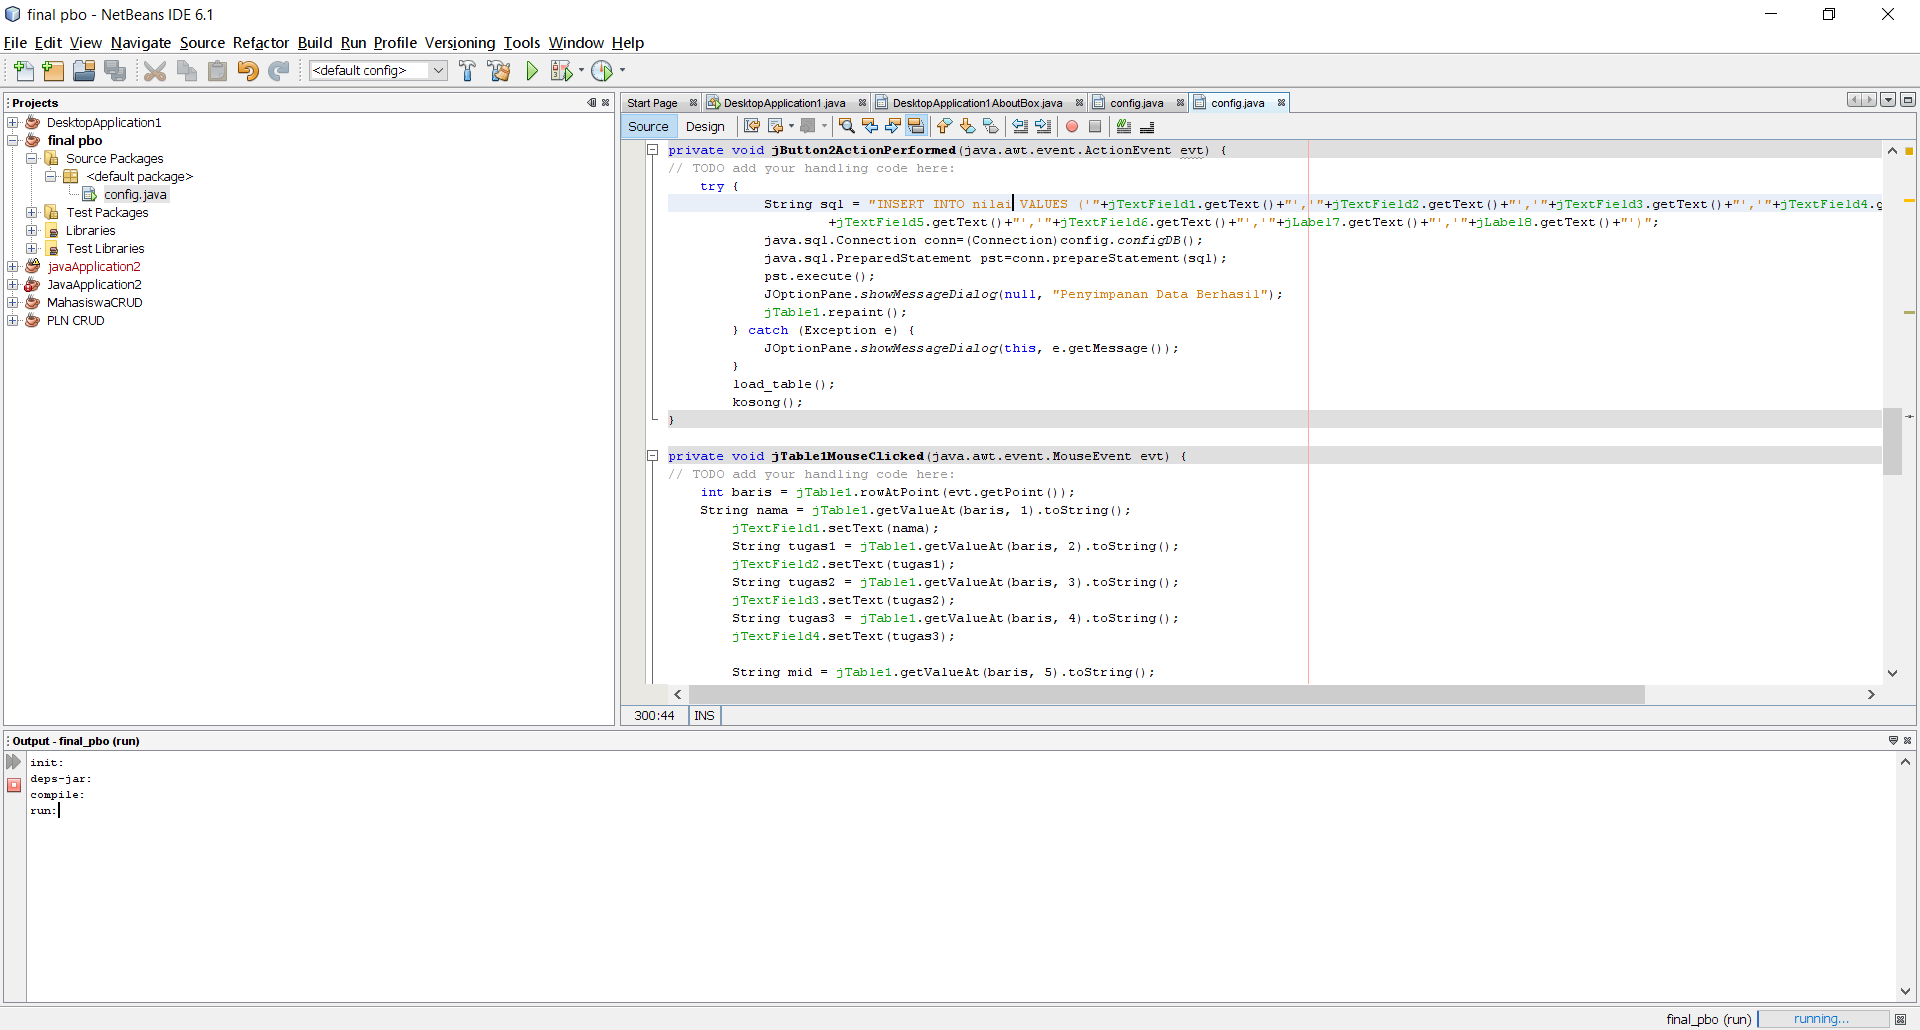 final pbo - NetBeans IDE 6.1
File Edit View Navigate Source Refactor Build Run Profile Versioning Tools Window Help
<default config>
Projects
DesktopApplication1
final pbo
Source Packages
<default package>
config.java
Test Packages
Libraries
Test Libraries
javaApplication2
JavaApplication2
MahasiswaCRUD
PLN CRUD
Start Page DesktopApplication1.java DesktopApplication1AboutBox.java config.java config.java
Source Design
private void jButton2ActionPerformed(java.awt.event.ActionEvent evt) {
// TODO add your handling code here:
try {
String sql = "INSERT INTO nilai VALUES ('"+jTextField1.getText()+"','"+jTextField2.getText()+"','"+jTextField3.getText()+"','"+jTextField4.g
+jTextField5.getText()+"','"+jTextField6.getText()+"','"+jLabel7.getText()+"','"+jLabel8.getText()+"')";
java.sql.Connection conn=(Connection)config.configDB();
java.sql.PreparedStatement pst=conn.prepareStatement(sql);
pst.execute();
JOptionPane.showMessageDialog(null, "Penyimpanan Data Berhasil");
jTable1.repaint();
} catch (Exception e) {
JOptionPane.showMessageDialog(this, e.getMessage());
}
load_table();
kosong();
}
private void jTable1MouseClicked(java.awt.event.MouseEvent evt) {
// TODO add your handling code here:
int baris = jTable1.rowAtPoint(evt.getPoint());
String nama = jTable1.getValueAt(baris, 1).toString();
jTextField1.setText(nama);
String tugas1 = jTable1.getValueAt(baris, 2).toString();
jTextField2.setText(tugas1);
String tugas2 = jTable1.getValueAt(baris, 3).toString();
jTextField3.setText(tugas2);
String tugas3 = jTable1.getValueAt(baris, 4).toString();
jTextField4.setText(tugas3);
String mid = jTable1.getValueAt(baris, 5).toString();
300:44 INS
Output - final_pbo (run)
init:
deps-jar:
compile:
run:
final_pbo (run) running...